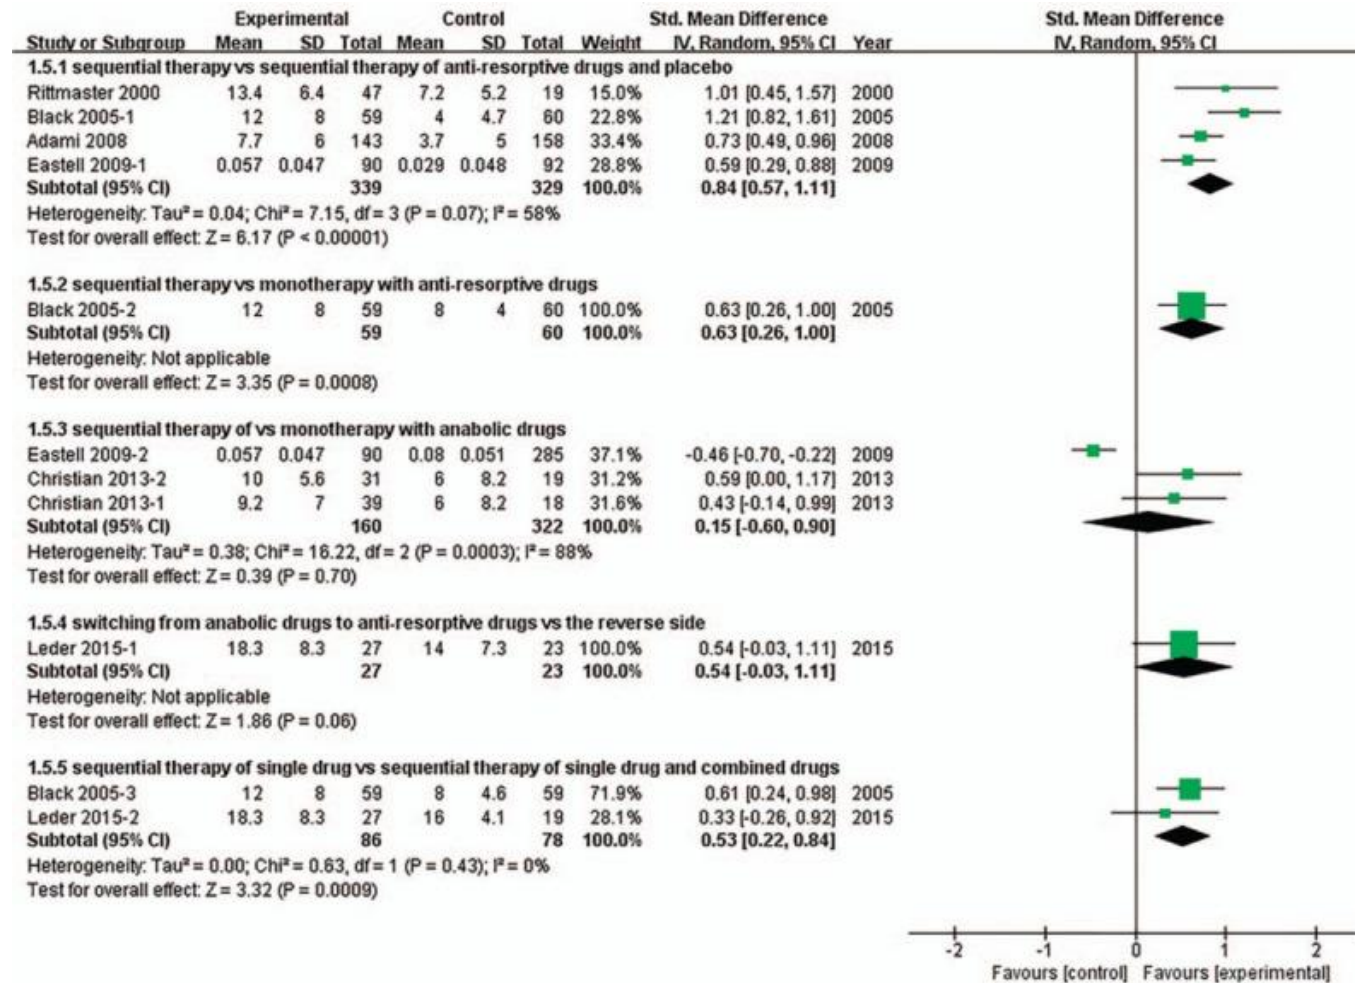 Experimental Control Std. Mean Difference Std. Mean Difference
Study or Subgroup Mean SD Total Mean SD Total Weight IV, Random, 95% CI Year IV, Random, 95% CI
1.5.1 sequential therapy vs sequential therapy of anti-resorptive drugs and placebo
Rittmaster 2000 13.4 6.4 47 7.2 5.2 19 15.0% 1.01 [0.45, 1.57] 2000
Black 2005-1 12 8 59 4 4.7 60 22.8% 1.21 [0.82, 1.61] 2005
Adami 2008 7.7 6 143 3.7 5 158 33.4% 0.73 [0.49, 0.96] 2008
Eastell 2009-1 0.057 0.047 90 0.029 0.048 92 28.8% 0.59 [0.29, 0.88] 2009
Subtotal (95% CI) 339 329 100.0% 0.84 [0.57, 1.11]
Heterogeneity: Tau² = 0.04; Chi² = 7.15, df = 3 (P = 0.07); I² = 58%
Test for overall effect: Z = 6.17 (P < 0.00001)
1.5.2 sequential therapy vs monotherapy with anti-resorptive drugs
Black 2005-2 12 8 59 8 4 60 100.0% 0.63 [0.26, 1.00] 2005
Subtotal (95% CI) 59 60 100.0% 0.63 [0.26, 1.00]
Heterogeneity: Not applicable
Test for overall effect: Z = 3.35 (P = 0.0008)
1.5.3 sequential therapy of vs monotherapy with anabolic drugs
Eastell 2009-2 0.057 0.047 90 0.08 0.051 285 37.1% -0.46 [-0.70, -0.22] 2009
Christian 2013-2 10 5.6 31 6 8.2 19 31.2% 0.59 [0.00, 1.17] 2013
Christian 2013-1 9.2 7 39 6 8.2 18 31.6% 0.43 [-0.14, 0.99] 2013
Subtotal (95% CI) 160 322 100.0% 0.15 [-0.60, 0.90]
Heterogeneity: Tau² = 0.38; Chi² = 16.22, df = 2 (P = 0.0003); I² = 88%
Test for overall effect: Z = 0.39 (P = 0.70)
1.5.4 switching from anabolic drugs to anti-resorptive drugs vs the reverse side
Leder 2015-1 18.3 8.3 27 14 7.3 23 100.0% 0.54 [-0.03, 1.11] 2015
Subtotal (95% CI) 27 23 100.0% 0.54 [-0.03, 1.11]
Heterogeneity: Not applicable
Test for overall effect: Z = 1.86 (P = 0.06)
1.5.5 sequential therapy of single drug vs sequential therapy of single drug and combined drugs
Black 2005-3 12 8 59 8 4.6 59 71.9% 0.61 [0.24, 0.98] 2005
Leder 2015-2 18.3 8.3 27 16 4.1 19 28.1% 0.33 [-0.26, 0.92] 2015
Subtotal (95% CI) 86 78 100.0% 0.53 [0.22, 0.84]
Heterogeneity: Tau² = 0.00; Chi² = 0.63, df = 1 (P = 0.43); I² = 0%
Test for overall effect: Z = 3.32 (P = 0.0009)
-2 -1 0 1 2
Favours [control] Favours [experimental]